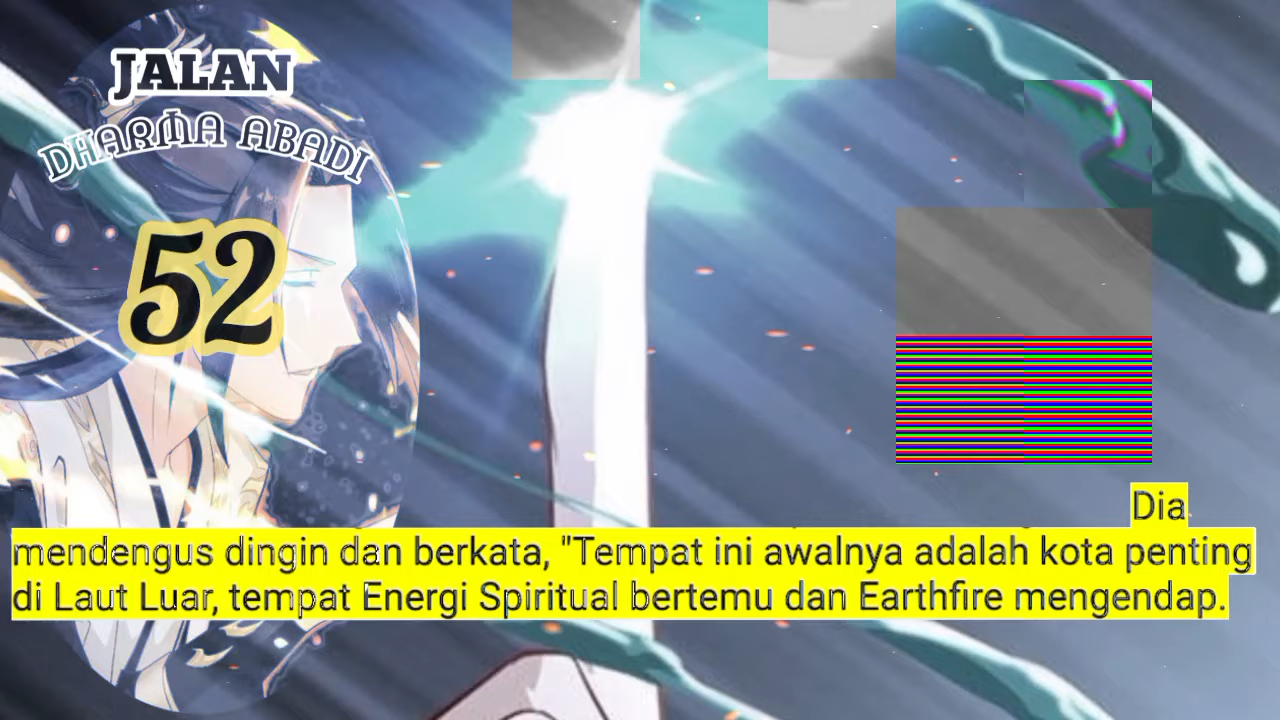 JALAN
DHARMA ABADI
52
Dia
mendengus dingin dan berkata, "Tempat ini awalnya adalah kota penting
di Laut Luar, tempat Energi Spiritual bertemu dan Earthfire mengendap.